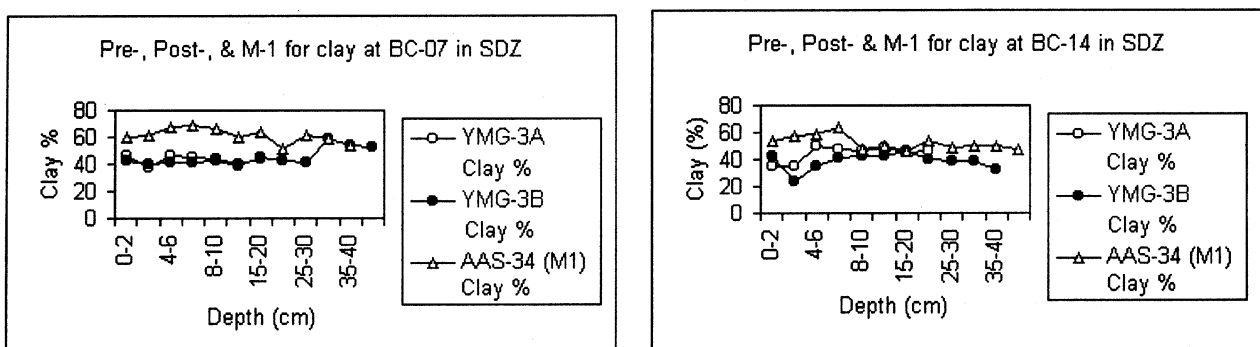 Pre-, Post-, & M-1 for clay at BC-07 in SDZ
80
60
40
20
0
Clay %
0-2
4-6
8-10
15-20
25-30
35-40
Depth (cm)
YMG-3A
Clay %
YMG-3B
Clay %
AAS-34 (M1)
Clay %
Pre-, Post- & M-1 for clay at BC-14 in SDZ
80
60
40
20
0
Clay (%)
0-2
4-6
8-10
15-20
25-30
35-40
Depth (cm)
YMG-3A
Clay %
YMG-3B
Clay %
AAS-34 (M1)
Clay %